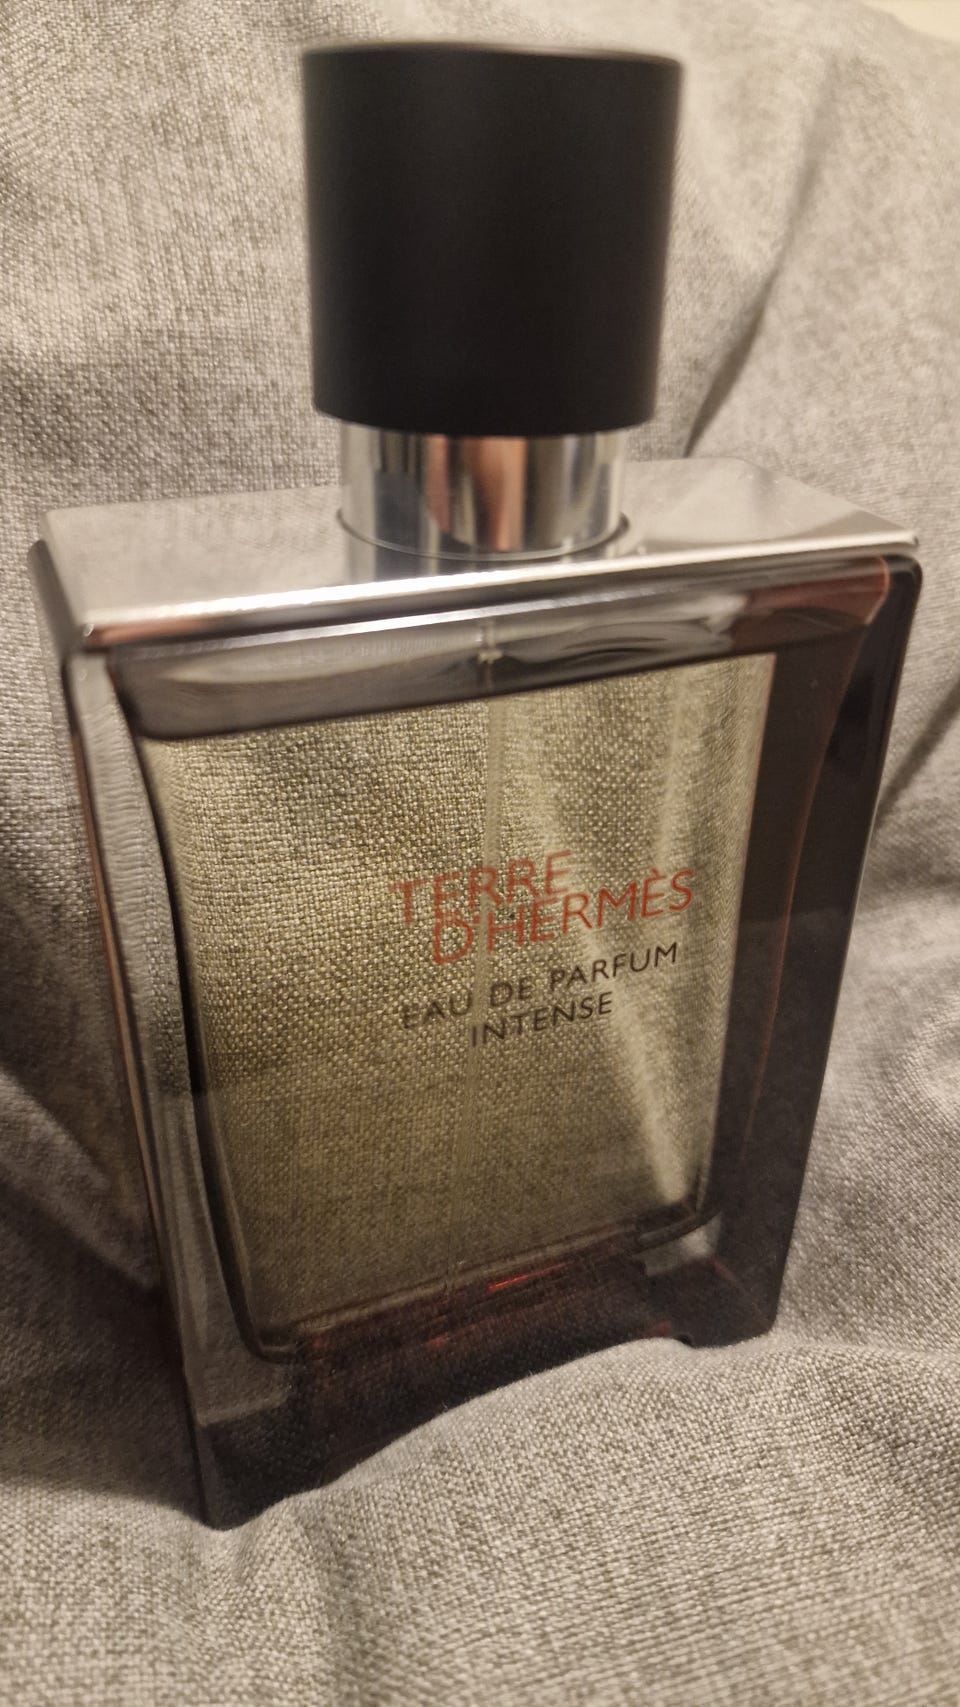 TERRE
D'HERMÈS
EAU DE PARFUM
INTENSE